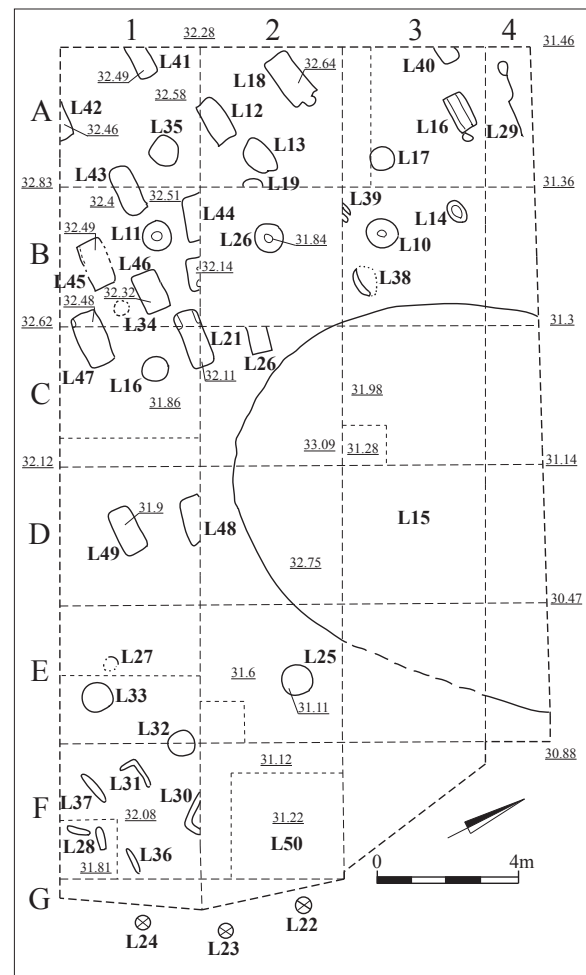 1 2 3 4
32.28 31.46
L41 32.64 L40
32.49 L18
A 32.58
L42 L12 L16 L29
32.46 L35 L13 L17
L43 L19
32.83 31.36
32.4 32.51 L44 L39 L14
32.49 L11 L26 31.84 L10
B L46 32.14 L38
L45 32.32
32.48 L34
32.62 L21 L26 31.3
L47 L16 32.11
C 31.86 31.98
33.09 31.28
32.12 31.14
31.9 L48 L15
D L49
32.75
30.47
L27 L25
E 31.6
L33 31.11
L32
31.12 30.88
L31 L30
L37
F 32.08 31.22
L28 L50
31.81 L36
0 4m
G
L24 L23 L22